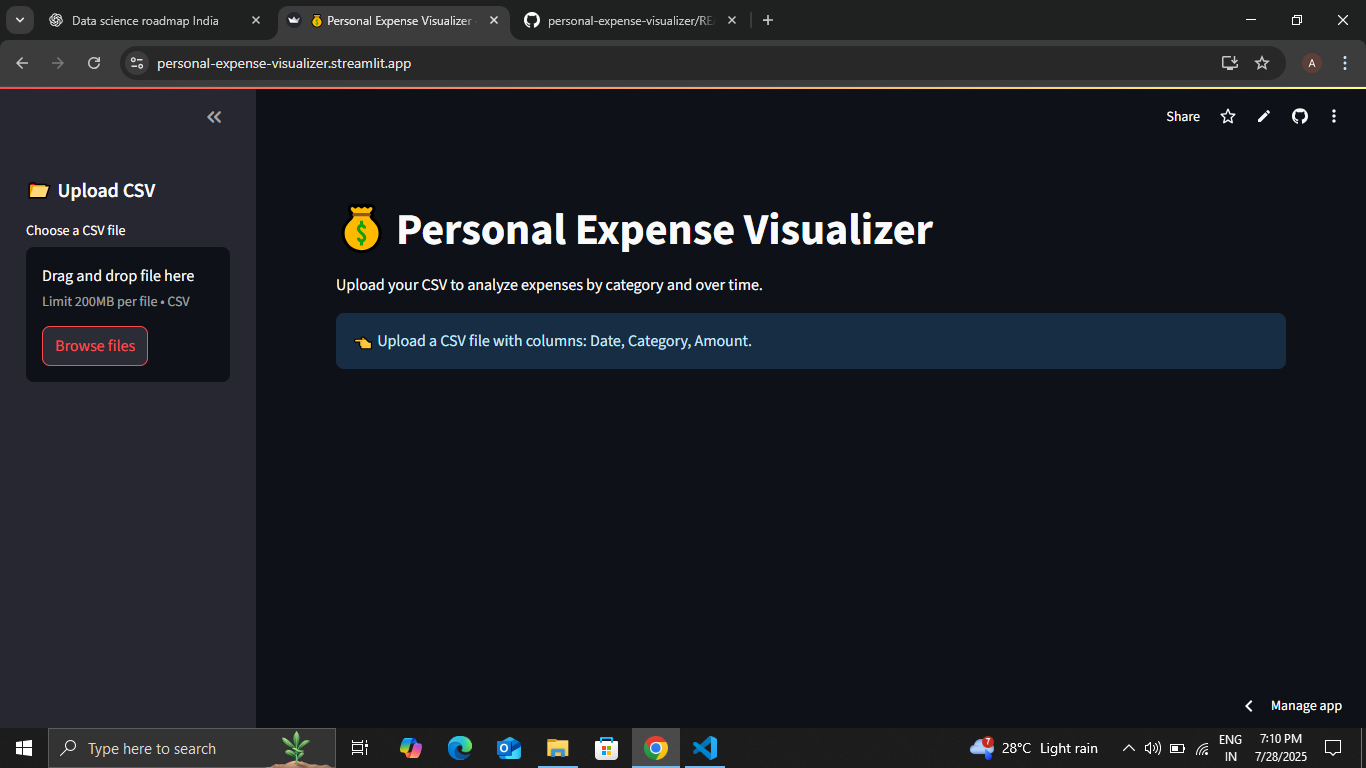 Data science roadmap India
💰 Personal Expense Visualizer
personal-expense-visualizer/RE
personal-expense-visualizer.streamlit.app
A
Share
📂 Upload CSV
Choose a CSV file
Drag and drop file here
Limit 200MB per file • CSV
Browse files
💰 Personal Expense Visualizer
Upload your CSV to analyze expenses by category and over time.
👈 Upload a CSV file with columns: Date, Category, Amount.
Manage app
Type here to search
7
28°C Light rain
ENG
IN
7:10 PM
7/28/2025